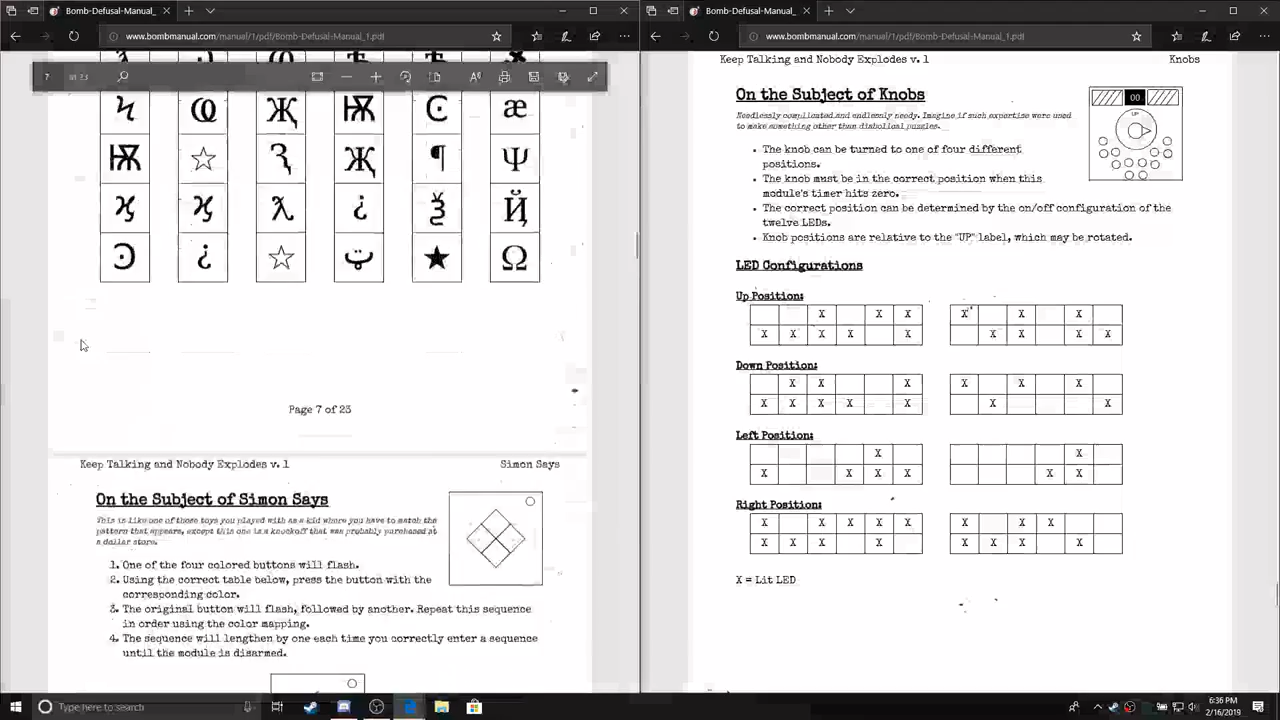 Bomb-Defusal-Manual_1.p
www.bombmanual.com/manual/1/pdf/Bomb-Defusal-Manual_1.pdf
7 of 23
Ϟ Ҩ Җ Ѭ Ͼ æ
Ѭ ☆ Ԇ Җ ¶ Ψ
ϗ ϗ ƛ ¿ Ѯ Ҋ
Ͽ ¿ ☆ ټ ★ Ω
Page 7 of 23
Keep Talking and Nobody Explodes v. 1
Simon Says
On the Subject of Simon Says
This is like one of those toys you played with as a kid where you have to match the
pattern that appears, except this one is a knockoff that was probably purchased at
a dollar store.
1. One of the four colored buttons will flash.
2. Using the correct table below, press the button with the
corresponding color.
3. The original button will flash, followed by another. Repeat this sequence
in order using the color mapping.
4. The sequence will lengthen by one each time you correctly enter a sequence
until the module is disarmed.
Bomb-Defusal-Manual_1.p
www.bombmanual.com/manual/1/pdf/Bomb-Defusal-Manual_1.pdf
Keep Talking and Nobody Explodes v. 1
Knobs
On the Subject of Knobs
Needlessly complicated and endlessly needy. Imagine if such expertise were used
to make something other than diabolical puzzles.
00
UP
• The knob can be turned to one of four different
positions.
• The knob must be in the correct position when this
module's timer hits zero.
• The correct position can be determined by the on/off configuration of the
twelve LEDs.
• Knob positions are relative to the "UP" label, which may be rotated.
LED Configurations
Up Position:
X X X X X X
X X X X X X X X X
Down Position:
X X X X X X
X X X X X X X
Left Position:
X X
X X X X X X
Right Position:
X X X X X X X X
X X X X X X X X
X = Lit LED
Type here to search
6:36 PM
2/16/2019